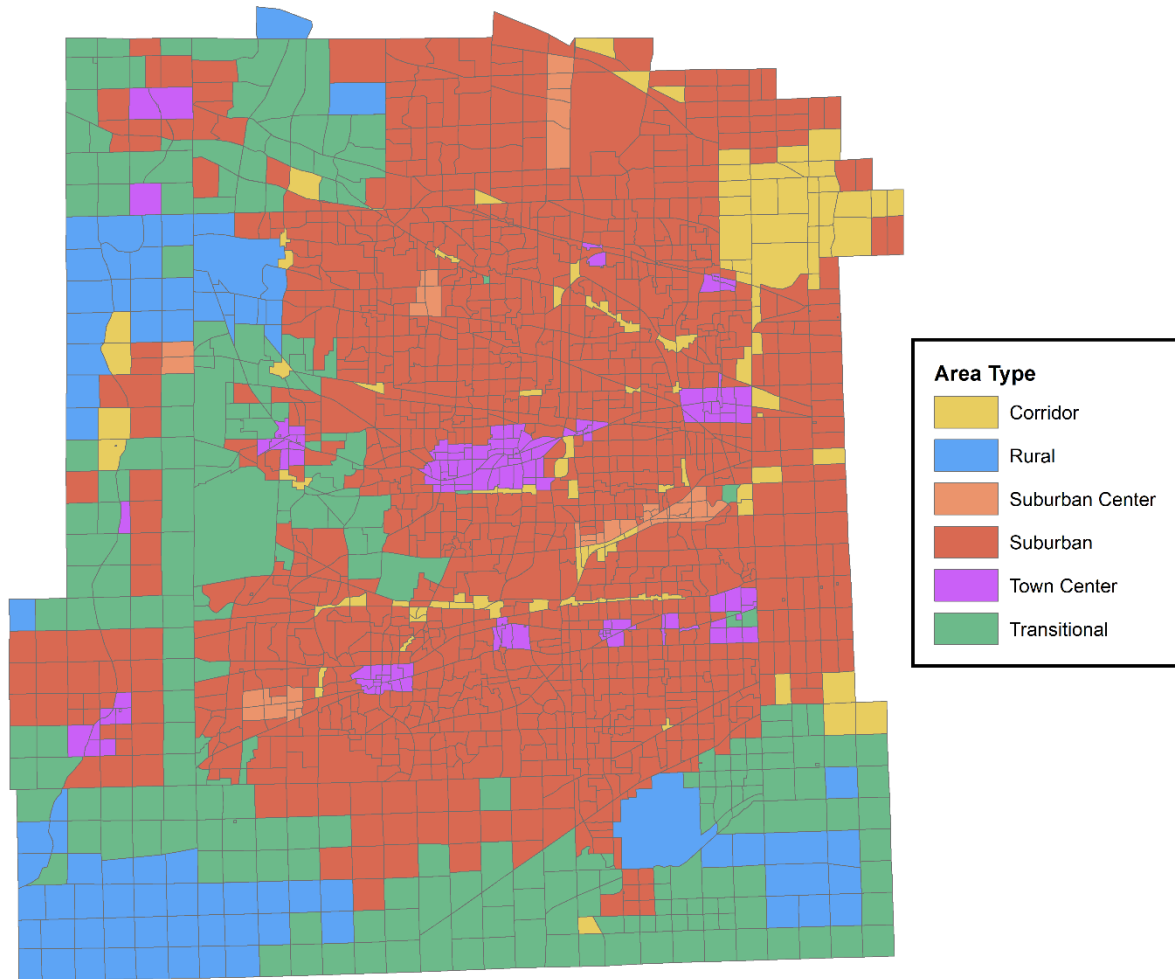 Area Type
Corridor
Rural
Suburban Center
Suburban
Town Center
Transitional